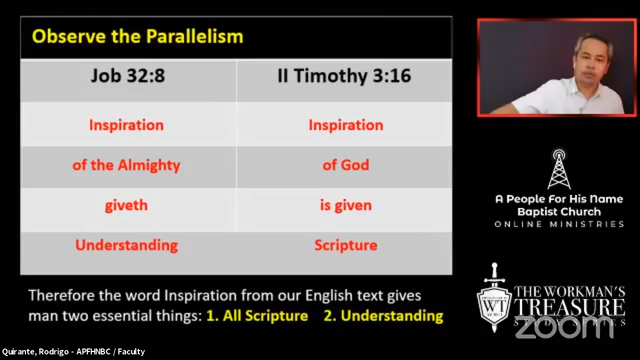 Observe the Parallelism
Job 32:8 II Timothy 3:16
Inspiration Inspiration
of the Almighty of God
giveth is given
Understanding Scripture
Therefore the word Inspiration from our English text gives
man two essential things: 1. All Scripture 2. Understanding
A People For His Name
Baptist Church
ONLINE MINISTRIES
WT
THE WORKMAN'S
TREASURE
zoom
Quirante, Rodrigo - APFHNBC / Faculty